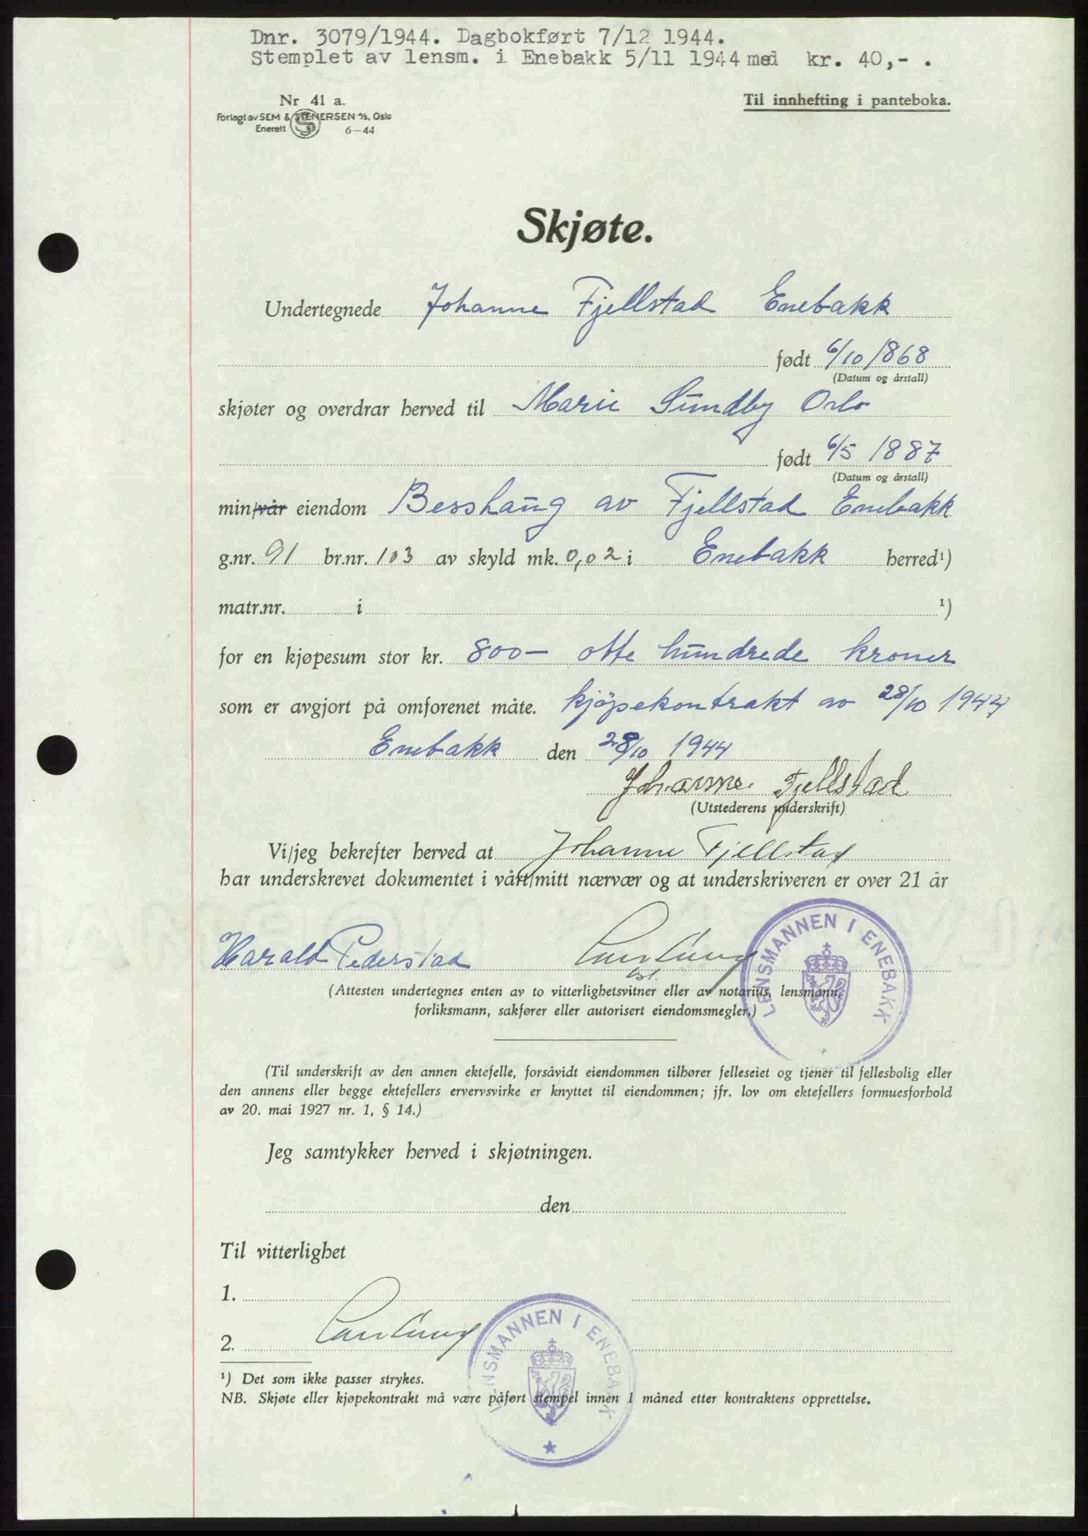 Dnr. 3079/1944. Dagbokført 7/12 1944.
Stemplet av lensm. i Enebakk 5/11 1944 med kr. 40,- .
Nr 41 a.
Forlagt av SEM & STENERSEN A/S. Oslo
Enerett 6-44
Til innhefting i panteboka.
Skjøte.
Undertegnede Johanne Fjellstad Enebakk
født 6/10 1868
(Datum og årstall)
skjøter og overdrar herved til Marie Sundby Oslo
født 6/5 1887
(Datum og årstall)
min/vår eiendom Besshaug av Fjellstad Enebakk
g.nr. 91 br.nr. 103 av skyld mk. 0,02 i Enebakk herred¹)
matr.nr. i ¹)
for en kjøpesum stor kr. 800- otte hundrede kroner
som er avgjort på omforenet måte. kjøpekontrakt av 28/10 1944
Enebakk den 28/10 1944
Johanne Fjellstad
(Utstederens underskrift)
Vi/jeg bekrefter herved at Johanne Fjellstad
har underskrevet dokumentet i vårt/mitt nærvær og at underskriveren er over 21 år
Harald Pederstad
LENSMANNEN I ENEBAKK
(Attesten undertegnes enten av to vitterlighetsvitner eller av notarius, lensmann,
forliksmann, sakfører eller autorisert eiendomsmegler.)
(Til underskrift av den annen ektefelle, forsåvidt eiendommen tilhører felleseiet og tjener til fellesbolig eller
den annens eller begge ektefellers ervervsvirke er knyttet til eiendommen; jfr. lov om ektefellers formuesforhold
av 20. mai 1927 nr. 1, § 14.)
Jeg samtykker herved i skjøtningen.
den
Til vitterlighet
1.
2.
LENSMANNEN I ENEBAKK
¹) Det som ikke passer strykes.
NB. Skjøte eller kjøpekontrakt må være påført stempel innen 1 måned etter kontraktens opprettelse.